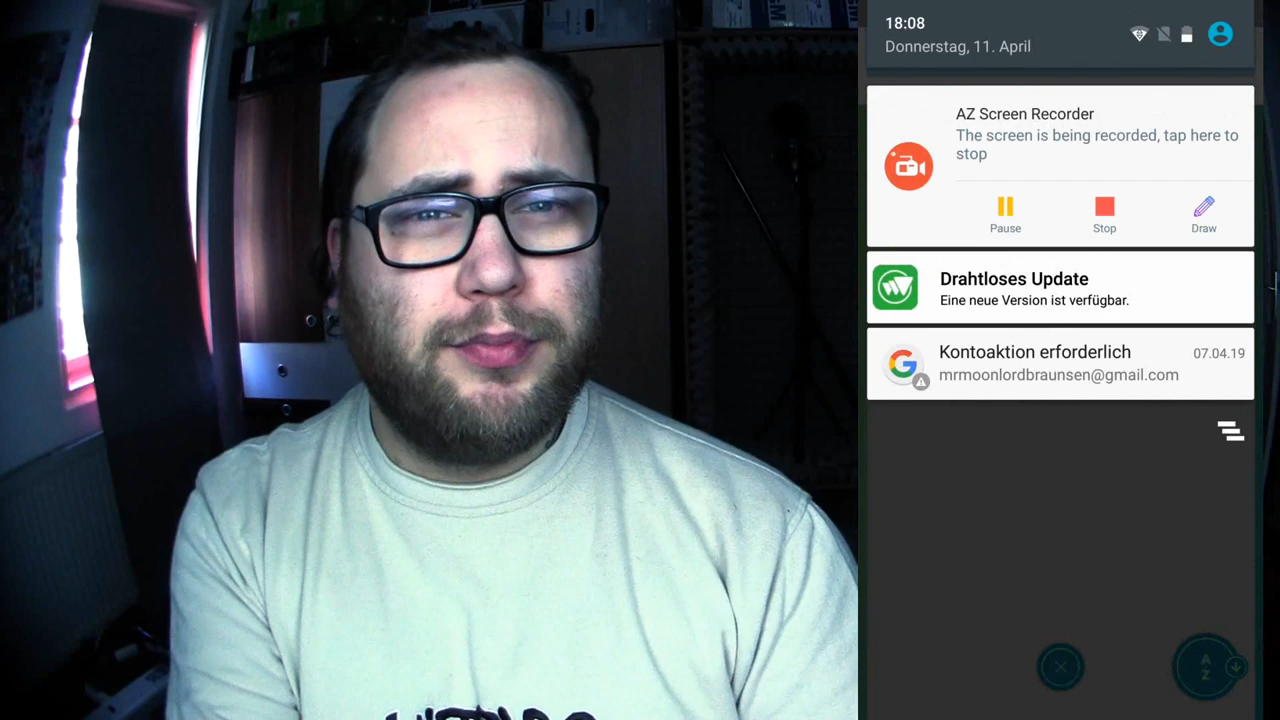 18:08
Donnerstag, 11. April
AZ Screen Recorder
The screen is being recorded, tap here to
stop
Pause
Stop
Draw
Drahtloses Update
Eine neue Version ist verfügbar.
Kontoaktion erforderlich
07.04.19
mrmoonlordbraunsen@gmail.com
A
Z